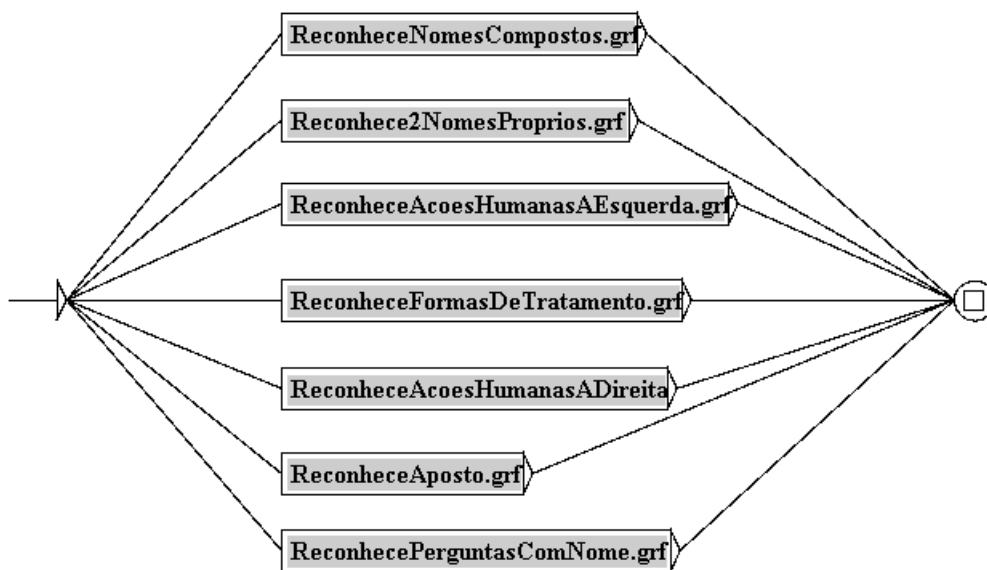 ReconheceNomesCompostos.grf
Reconhece2NomesProprios.grf
ReconheceAcoesHumanasAEsquerda.grf
ReconheceFormasDeTratamento.grf
ReconheceAcoesHumanasADireita
ReconheceAposto.grf
ReconhecePerguntasComNome.grf